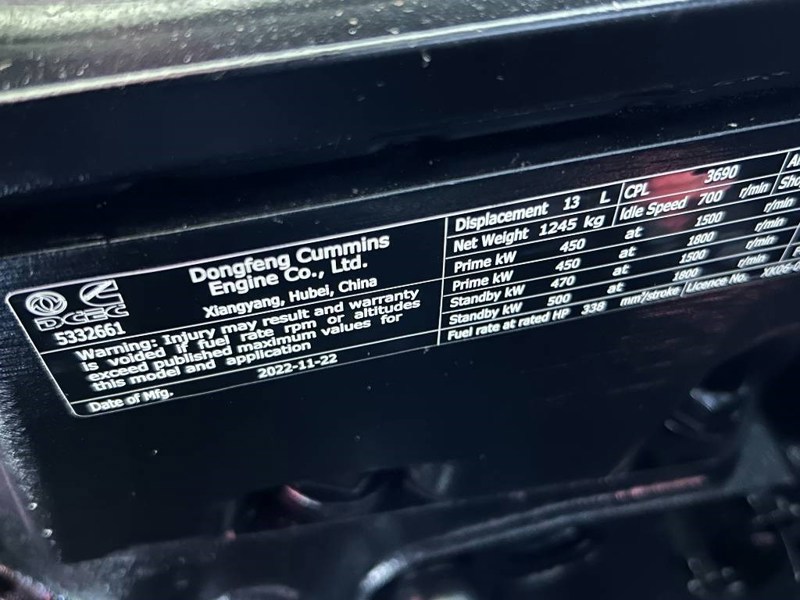 DCEC
5332661
Dongfeng Cummins
Engine Co., Ltd.
Xiangyang, Hubei, China
Warning: Injury may result and warranty
is voided if fuel rate rpm or altitudes
exceed published maximum values for
this model and application
Date of Mfg. 2022-11-22
Displacement 13 L CPL 3690
Net Weight 1245 kg Idle Speed 700 r/min
Prime kW 450 at 1500 r/min
Prime kW 450 at 1800 r/min
Standby kW 470 at 1500 r/min
Standby kW 500 at 1800 r/min
Fuel rate at rated HP 338 mm³/stroke Licence No.